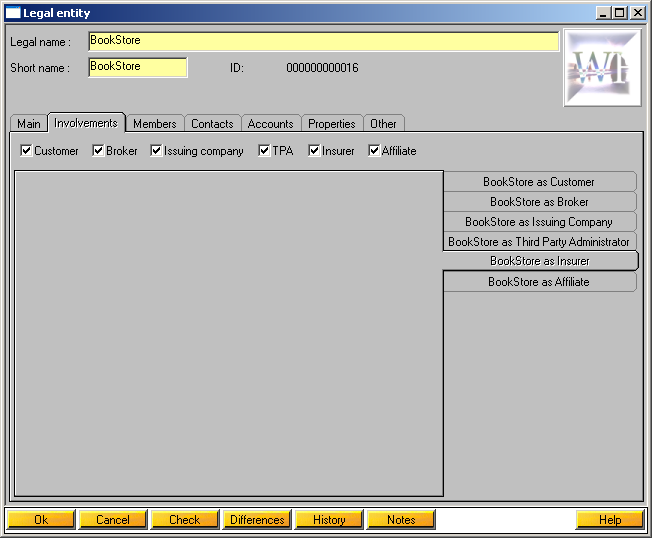 Legal entity
Legal name :
BookStore
Short name :
BookStore
ID:
000000000016
Main
Involvements
Members
Contacts
Accounts
Properties
Other
Customer
Broker
Issuing company
TPA
Insurer
Affiliate
BookStore as Customer
BookStore as Broker
BookStore as Issuing Company
BookStore as Third Party Administrator
BookStore as Insurer
BookStore as Affiliate
Ok
Cancel
Check
Differences
History
Notes
Help